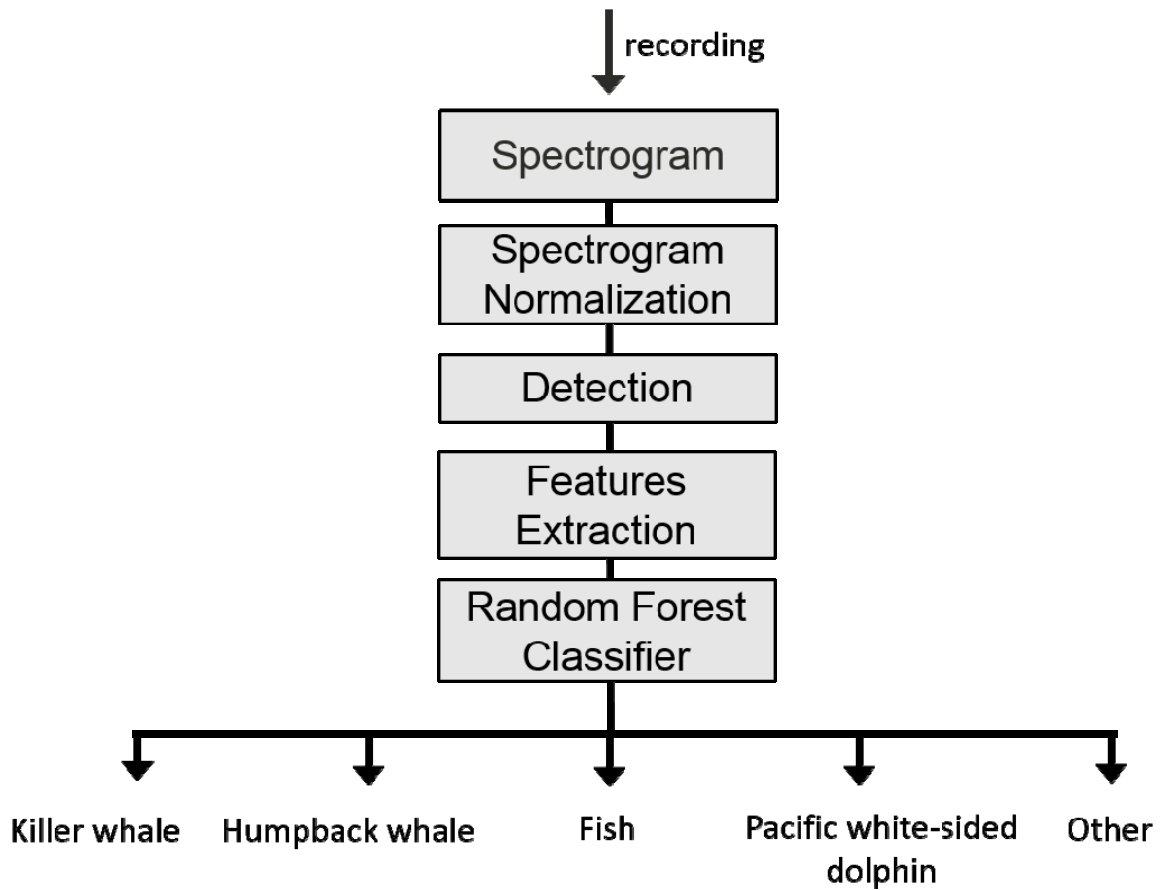 recording
Spectrogram
Spectrogram
Normalization
Detection
Features
Extraction
Random Forest
Classifier
Killer whale
Humpback whale
Fish
Pacific white-sided
dolphin
Other